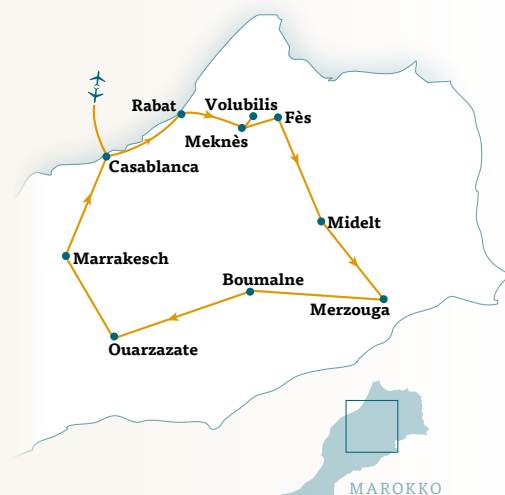 Rabat
Volubilis
Fès
Meknès
Casablanca
Midelt
Marrakesch
Boumalne
Merzouga
Ouarzazate
MAROKKO